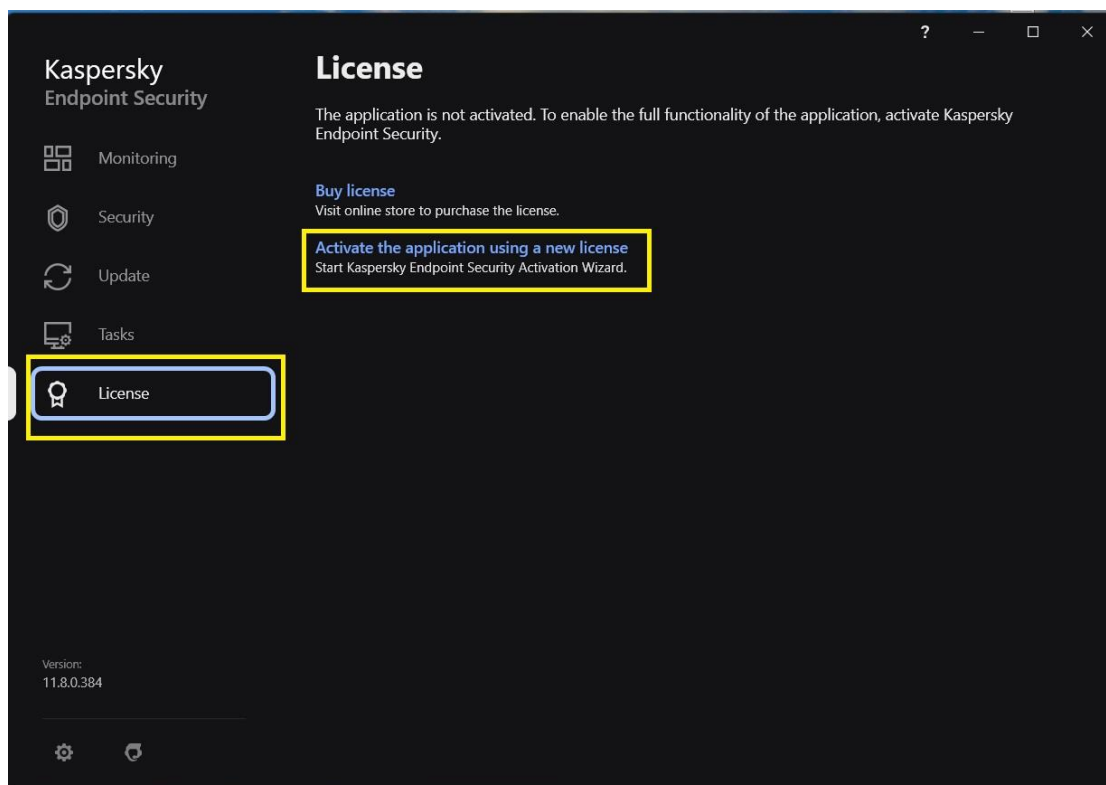 Kaspersky
Endpoint Security
Monitoring
Security
Update
Tasks
License
Version:
11.8.0.384
?
License
The application is not activated. To enable the full functionality of the application, activate Kaspersky
Endpoint Security.
Buy license
Visit online store to purchase the license.
Activate the application using a new license
Start Kaspersky Endpoint Security Activation Wizard.